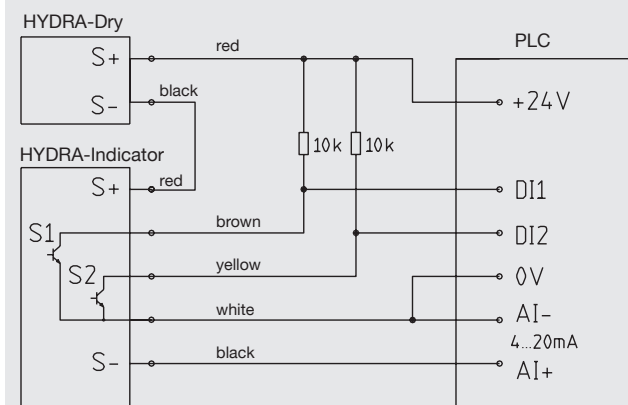 HYDRA-Dry
S+
red
PLC
S-
black
+24V
10k
10k
HYDRA-Indicator
S+
red
DI1
S1
brown
DI2
S2
yellow
0V
white
AI-
4...20mA
S-
black
AI+